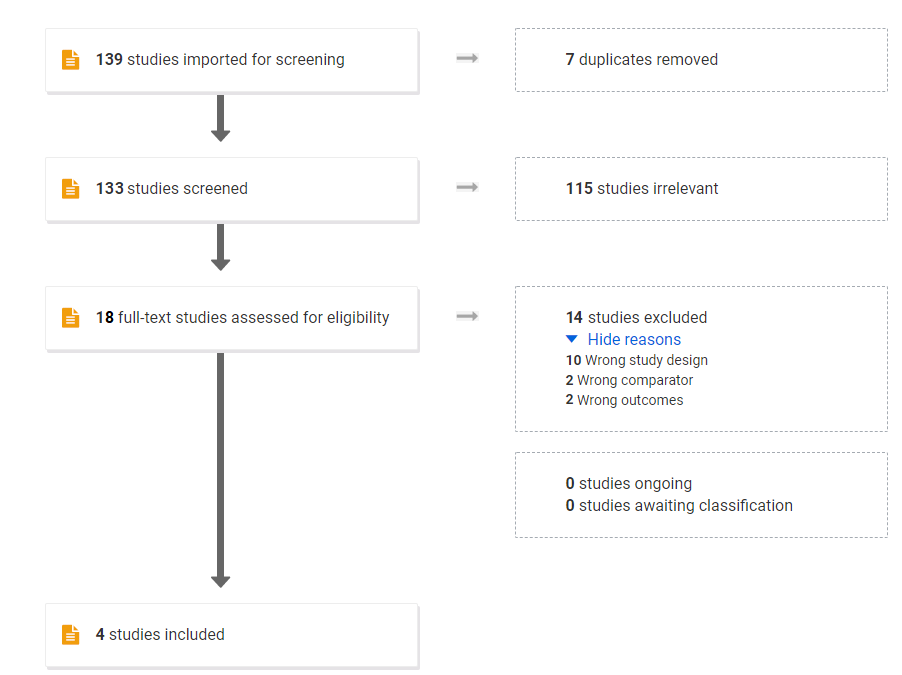 139 studies imported for screening
7 duplicates removed
133 studies screened
115 studies irrelevant
18 full-text studies assessed for eligibility
14 studies excluded
Hide reasons
10 Wrong study design
2 Wrong comparator
2 Wrong outcomes
0 studies ongoing
0 studies awaiting classification
4 studies included